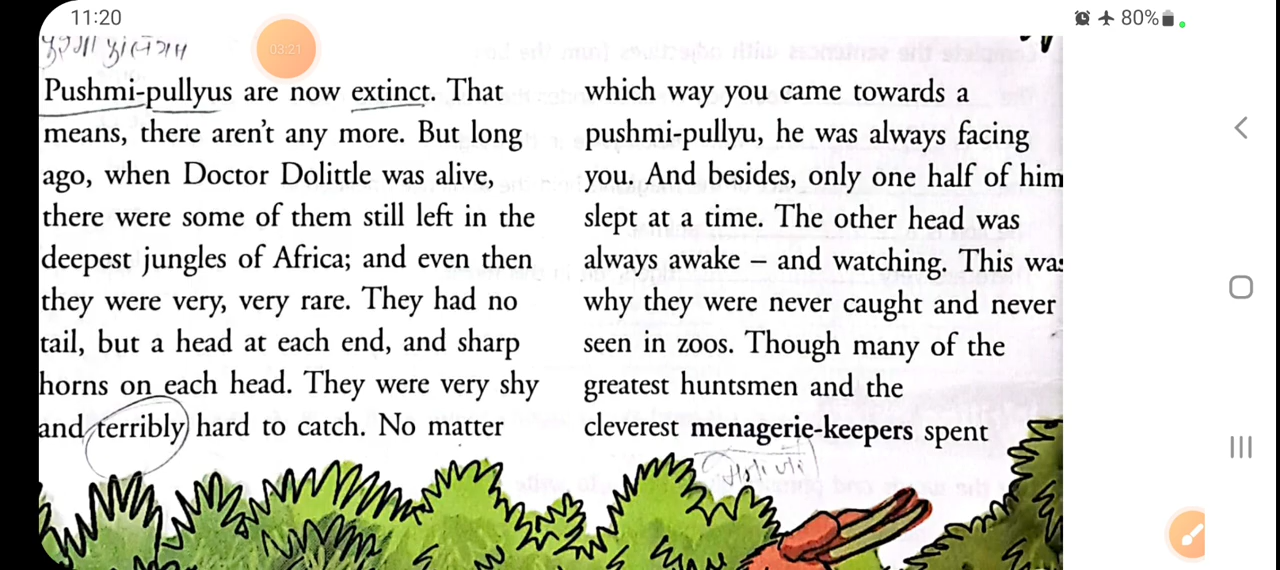 11:20
03:21
80%
Pushmi-pullyus are now extinct. That
means, there aren't any more. But long
ago, when Doctor Dolittle was alive,
there were some of them still left in the
deepest jungles of Africa; and even then
they were very, very rare. They had no
tail, but a head at each end, and sharp
horns on each head. They were very shy
and terribly hard to catch. No matter
which way you came towards a
pushmi-pullyu, he was always facing
you. And besides, only one half of him
slept at a time. The other head was
always awake – and watching. This was
why they were never caught and never
seen in zoos. Though many of the
greatest huntsmen and the
cleverest menagerie-keepers spent